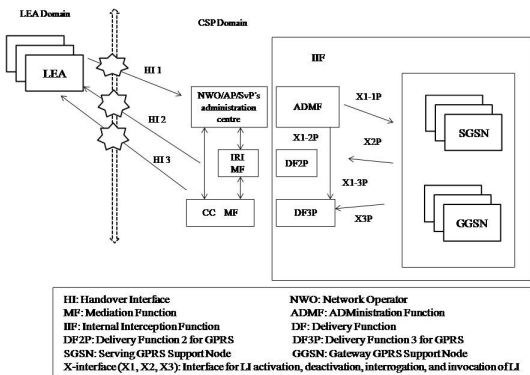 LEA Domain
CSP Domain
IIF
LEA
HI 1
HI 2
HI 3
NWO/AP/SvP's
administration
centre
IRI
MF
CC MF
ADMF
X1-1P
X1-2P
X2P
DF2P
X1-3P
DF3P
X3P
SGSN
GGSN
HI: Handover Interface
NWO: Network Operator
MF: Mediation Function
ADMF: ADMinistration Function
IIF: Internal Interception Function
DF: Delivery Function
DF2P: Delivery Function 2 for GPRS
DF3P: Delivery Function 3 for GPRS
SGSN: Serving GPRS Support Node
GGSN: Gateway GPRS Support Node
X-interface (X1, X2, X3): Interface for LI activation, deactivation, interrogation, and invocation of LI